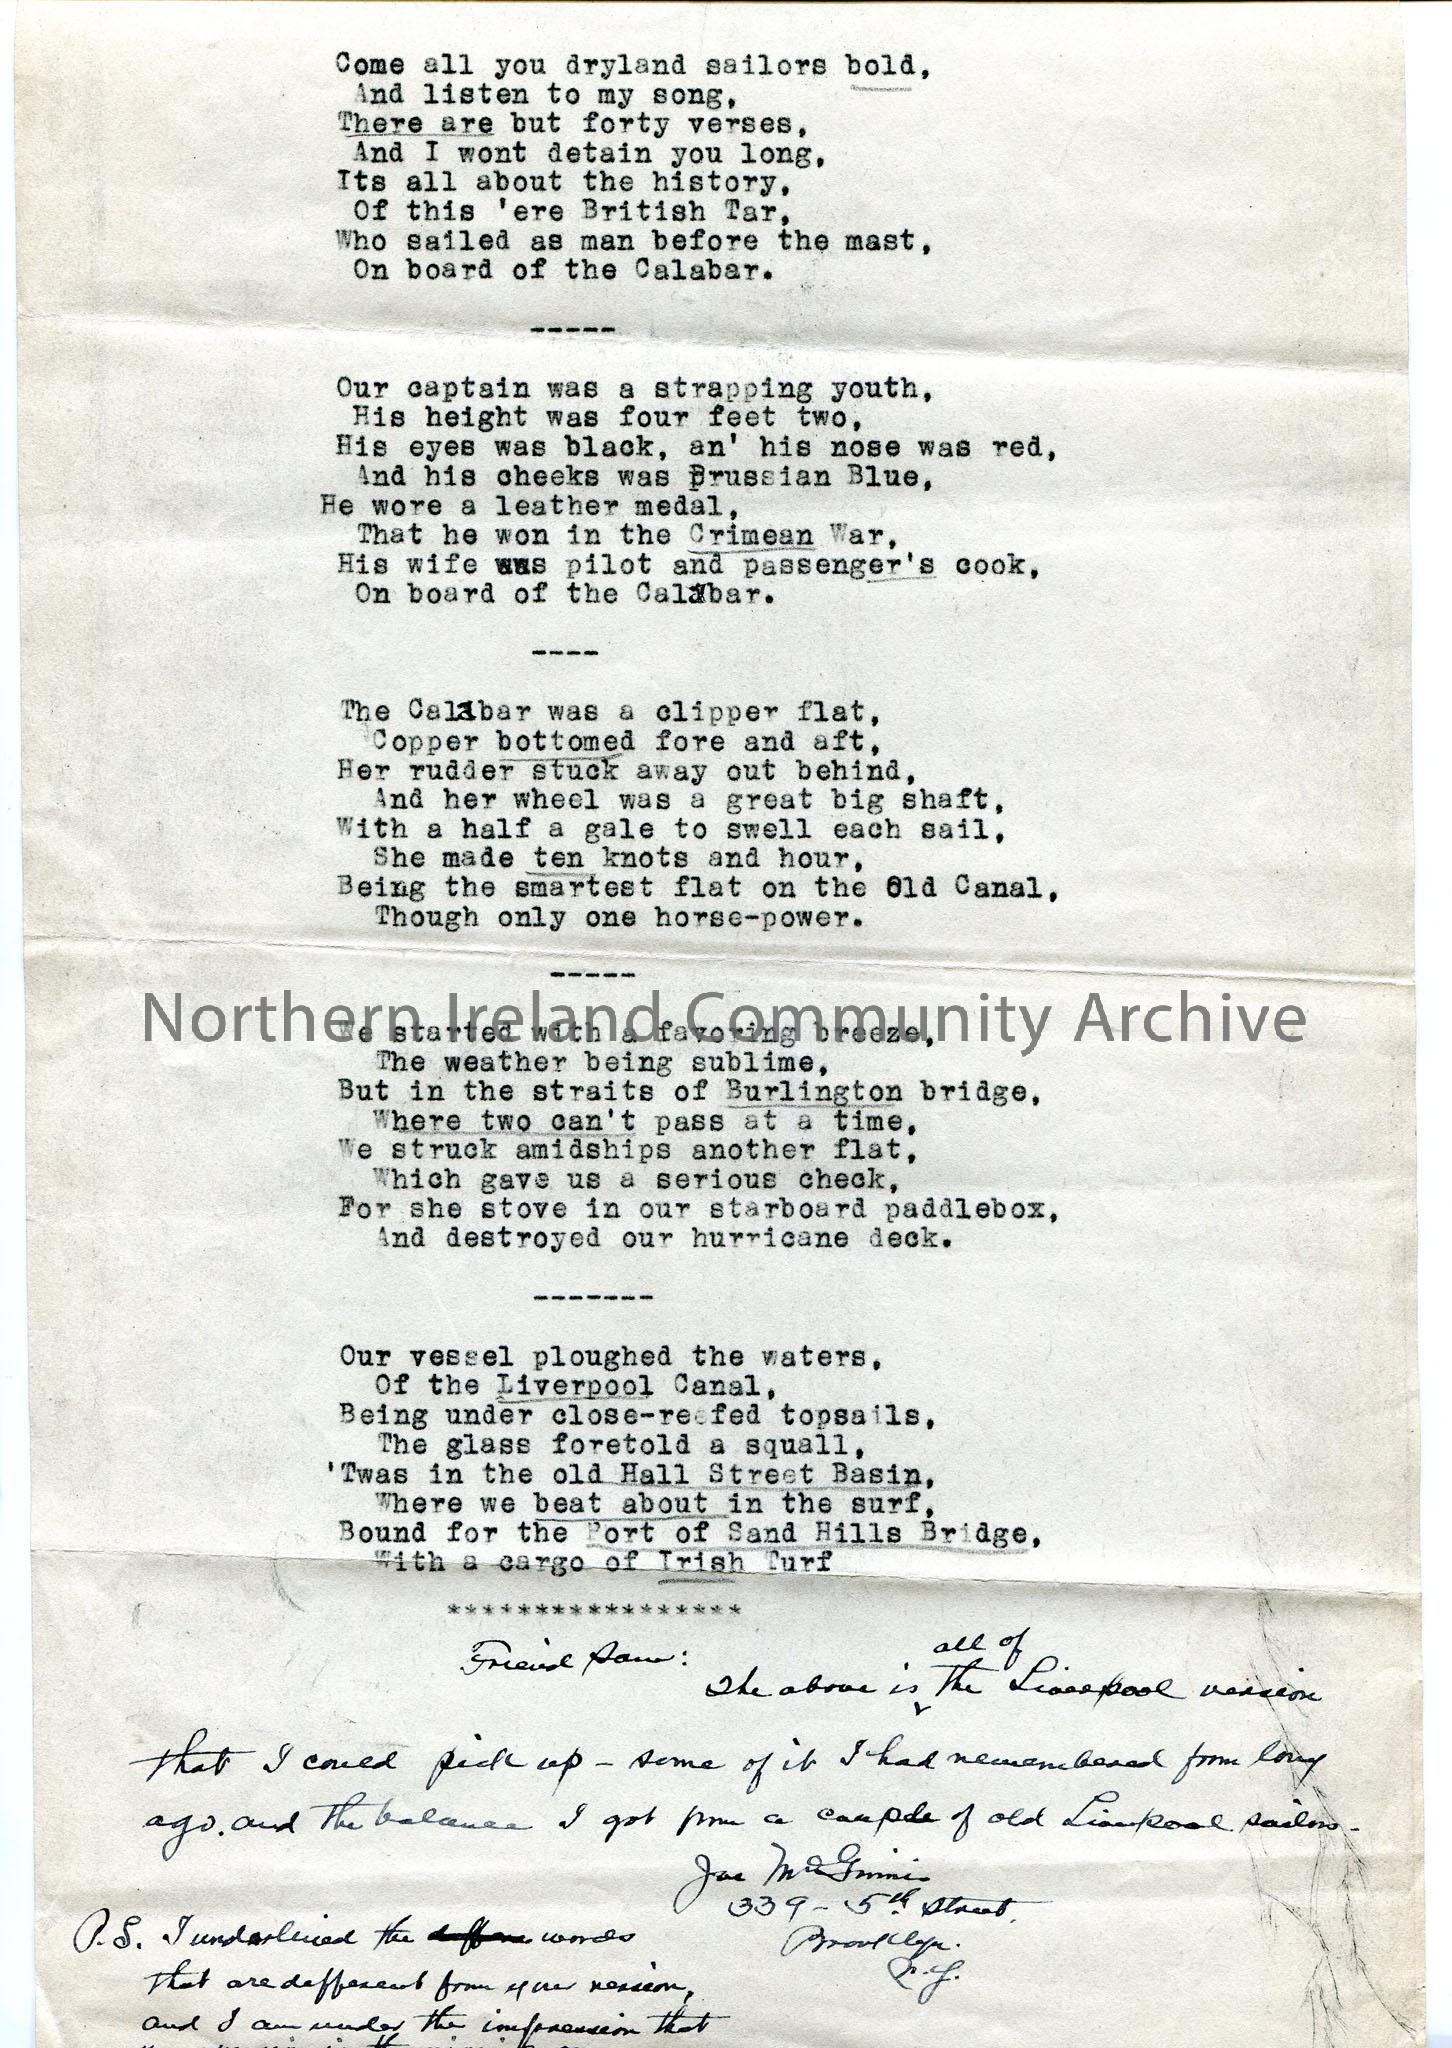 Come all you dryland sailors bold,
And listen to my song,
There are but forty verses,
And I wont detain you long,
Its all about the history,
Of this 'ere British Tar,
Who sailed as man before the mast,
On board of the Calabar.
-----
Our captain was a strapping youth,
His height was four feet two,
His eyes was black, an' his nose was red,
And his cheeks was Prussian Blue,
He wore a leather medal,
That he won in the Crimean War,
His wife was pilot and passenger's cook,
On board of the Calabar.
----
The Calabar was a clipper flat,
Copper bottomed fore and aft,
Her rudder stuck away out behind,
And her wheel was a great big shaft,
With a half a gale to swell each sail,
She made ten knots and hour,
Being the smartest flat on the Old Canal,
Though only one horse-power.
-----
Northern Ireland Community Archive
We started with a favoring breeze,
The weather being sublime,
But in the straits of Burlington bridge,
Where two can't pass at a time,
We struck amidships another flat,
Which gave us a serious check,
For she stove in our starboard paddlebox,
And destroyed our hurricane deck.
-------
Our vessel ploughed the waters,
Of the Liverpool Canal,
Being under close-reefed topsails,
The glass foretold a squall,
'Twas in the old Hall Street Basin,
Where we beat about in the surf,
Bound for the Port of Sand Hills Bridge,
With a cargo of Irish Turf
*****************
Friend Sam:
The above is all of the Liverpool version
that I could pick up – some of it I had remembered from long
ago. and the balance I got from a couple of old Liverpool sailors.
Joe McGinnis
339 – 5th Street.
Brooklyn.
N.Y.
P.S. I underlined the words
that are different from your version,
and I am under the impression that